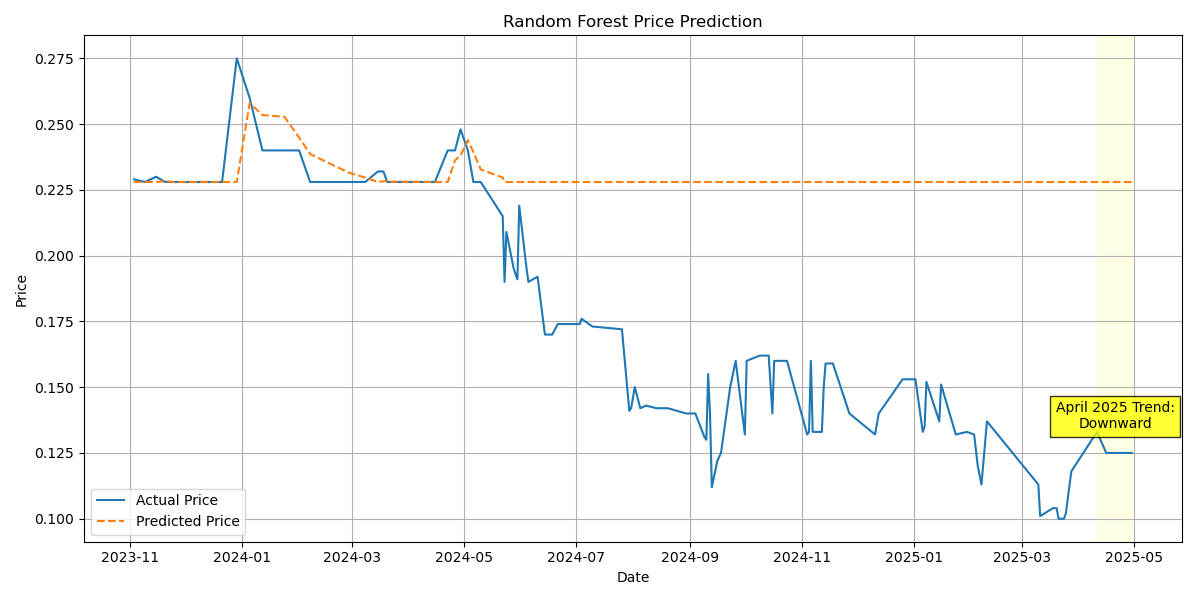 Random Forest Price Prediction
0.275
0.250
0.225
0.200
0.175
0.150
0.125
0.100
Price
April 2025 Trend:
Downward
Actual Price
Predicted Price
2023-11
2024-01
2024-03
2024-05
2024-07
2024-09
2024-11
2025-01
2025-03
2025-05
Date